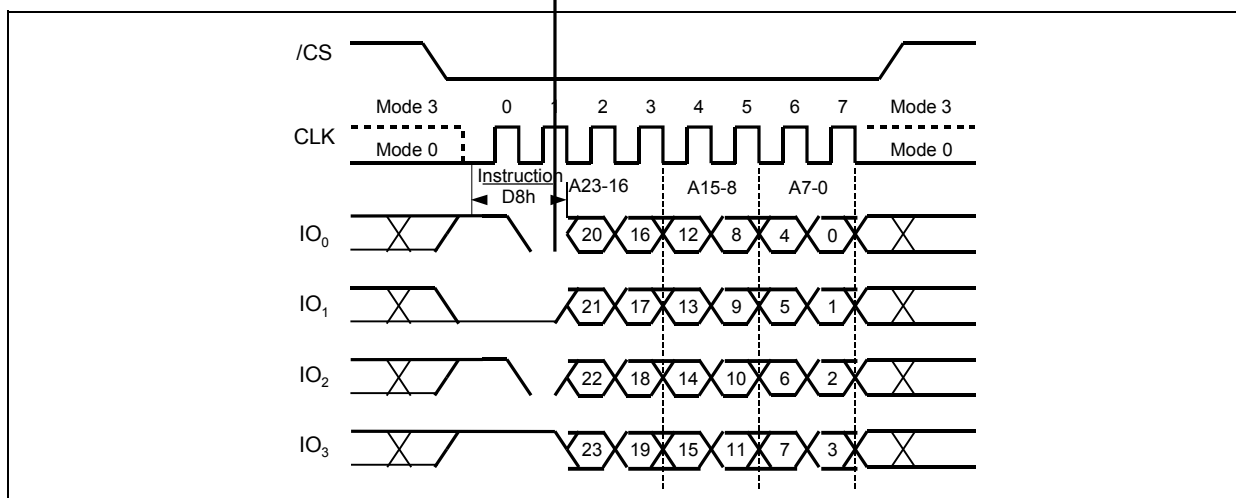 /CS
Mode 3 0 1 2 3 4 5 6 7 Mode 3
CLK
Mode 0 Mode 0
Instruction A23-16 A15-8 A7-0
D8h
IO0 20 16 12 8 4 0
IO1 21 17 13 9 5 1
IO2 22 18 14 10 6 2
IO3 23 19 15 11 7 3